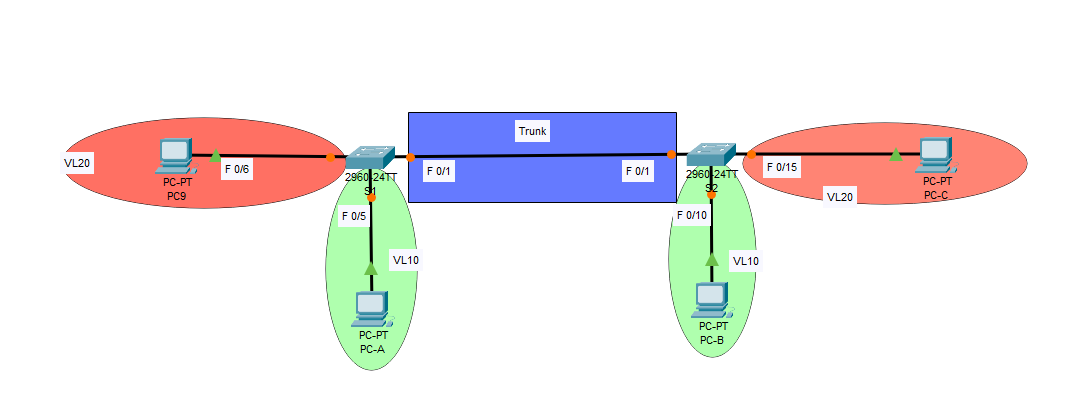 Trunk
VL20
F 0/6
PC-PT
PC9
2960-24TT
S1
F 0/1
F 0/1
2960-24TT
S2
F 0/15
PC-PT
PC-C
VL20
F 0/5
F 0/10
VL10
VL10
PC-PT
PC-A
PC-PT
PC-B